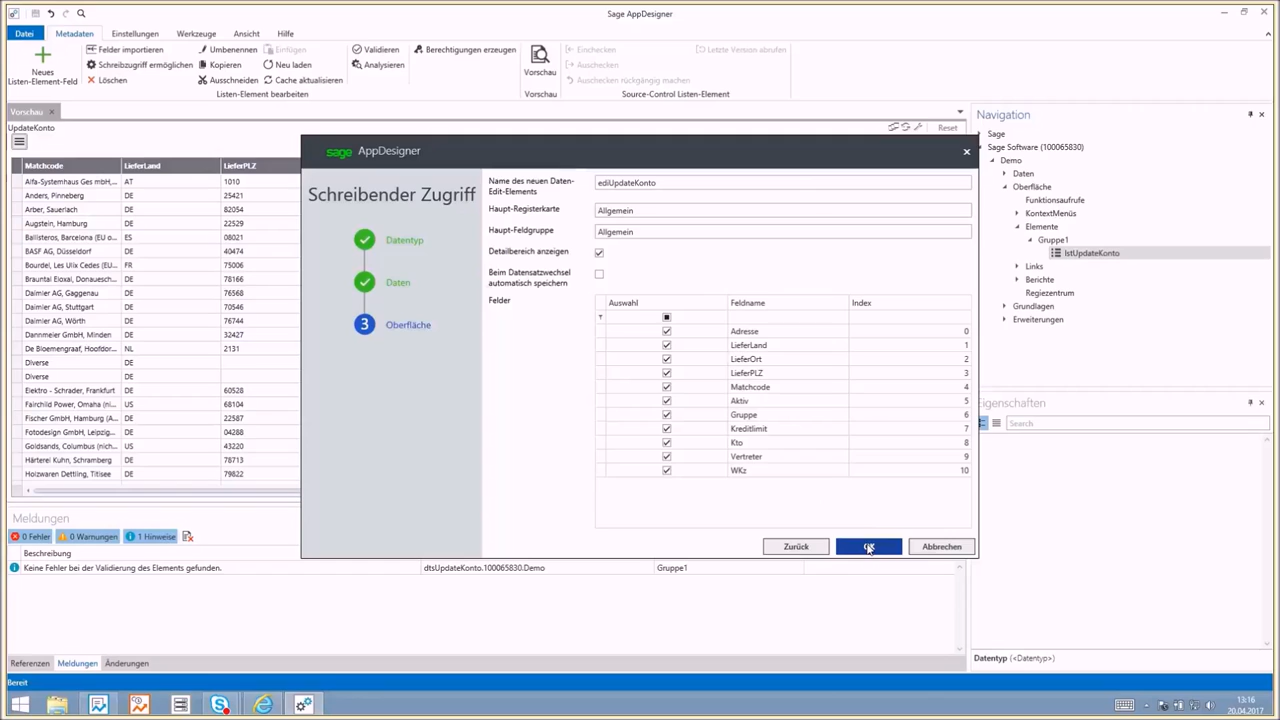 Sage AppDesigner
Datei Metadaten Einstellungen Werkzeuge Ansicht Hilfe
Neues
Listen-Element-Feld
Felder importieren
Schreibzugriff ermöglichen
Löschen
Umbenennen
Kopieren
Ausschneiden
Einfügen
Neu laden
Cache aktualisieren
Listen-Element bearbeiten
Validieren
Analysieren
Berechtigungen erzeugen
Vorschau
Vorschau
Einchecken
Auschecken
Auschecken rückgängig machen
Letzte Version abrufen
Source-Control Listen-Element
Vorschau
UpdateKonto
Reset
Matchcode LieferLand LieferPLZ
Alfa-Systemhaus Ges mbH,... AT 1010
Anders, Pinneberg DE 25421
Arber, Sauerlach DE 82054
Augstein, Hamburg DE 22529
Ballisteros, Barcelona (EU o... ES 08021
BASF AG, Düsseldorf DE 40474
Bourdel, Les Ulix Cedex (EU... FR 75006
Brauntal Eloxal, Donauesch... DE 78166
Daimler AG, Gaggenau DE 76568
Daimler AG, Stuttgart DE 70546
Daimler AG, Wörth DE 76744
Dannmeier GmbH, Minden DE 32427
De Bloemengraaf, Hoofdor... NL 2131
Diverse DE
Diverse DE
Elektro - Schrader, Frankfurt DE 60528
Fairchild Power, Omaha (ni... US 68104
Fischer GmbH, Hamburg (A... DE 22587
Fotodesign GmbH, Leipzig... DE 04288
Goldsands, Columbus (nich... US 43220
Härterei Kuhn, Schramberg DE 78713
Holzwaren Dettling, Titisee DE 79822
sage AppDesigner
Schreibender Zugriff
Datentyp
Daten
3 Oberfläche
Name des neuen Daten-
Edit-Elements
ediUpdateKonto
Haupt-Registerkarte Allgemein
Haupt-Feldgruppe Allgemein
Detailbereich anzeigen
Beim Datensatzwechsel
automatisch speichern
Felder
Auswahl Feldname Index
Adresse 0
LieferLand 1
LieferOrt 2
LieferPLZ 3
Matchcode 4
Aktiv 5
Gruppe 6
Kreditlimit 7
Kto 8
Vertreter 9
WKz 10
Zurück OK Abbrechen
Navigation
Sage
Sage Software (100065830)
Demo
Daten
Oberfläche
Funktionsaufrufe
KontextMenüs
Elemente
Gruppe1
lstUpdateKonto
Links
Berichte
Regiezentrum
Grundlagen
Erweiterungen
Eigenschaften
Search
Datentyp (<Datentyp>)
Meldungen
0 Fehler 0 Warnungen 1 Hinweise
Beschreibung
Keine Fehler bei der Validierung des Elements gefunden. dtsUpdateKonto.100065830.Demo Gruppe1
Referenzen Meldungen Änderungen
Bereit
13:16
20.04.2017